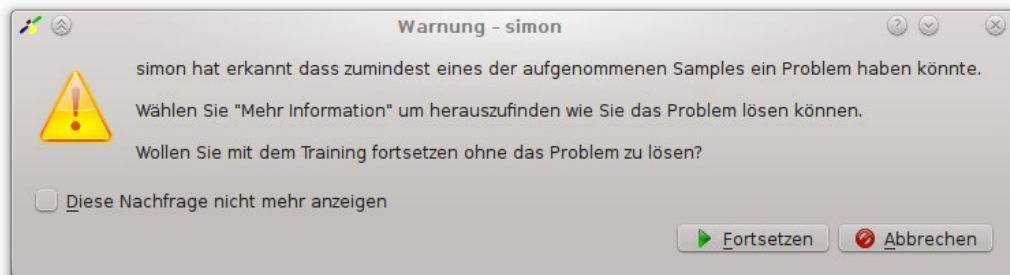 Warnung - simon
simon hat erkannt dass zumindest eines der aufgenommenen Samples ein Problem haben könnte.
Wählen Sie "Mehr Information" um herauszufinden wie Sie das Problem lösen können.
Wollen Sie mit dem Training fortsetzen ohne das Problem zu lösen?
Diese Nachfrage nicht mehr anzeigen
Fortsetzen Abbrechen